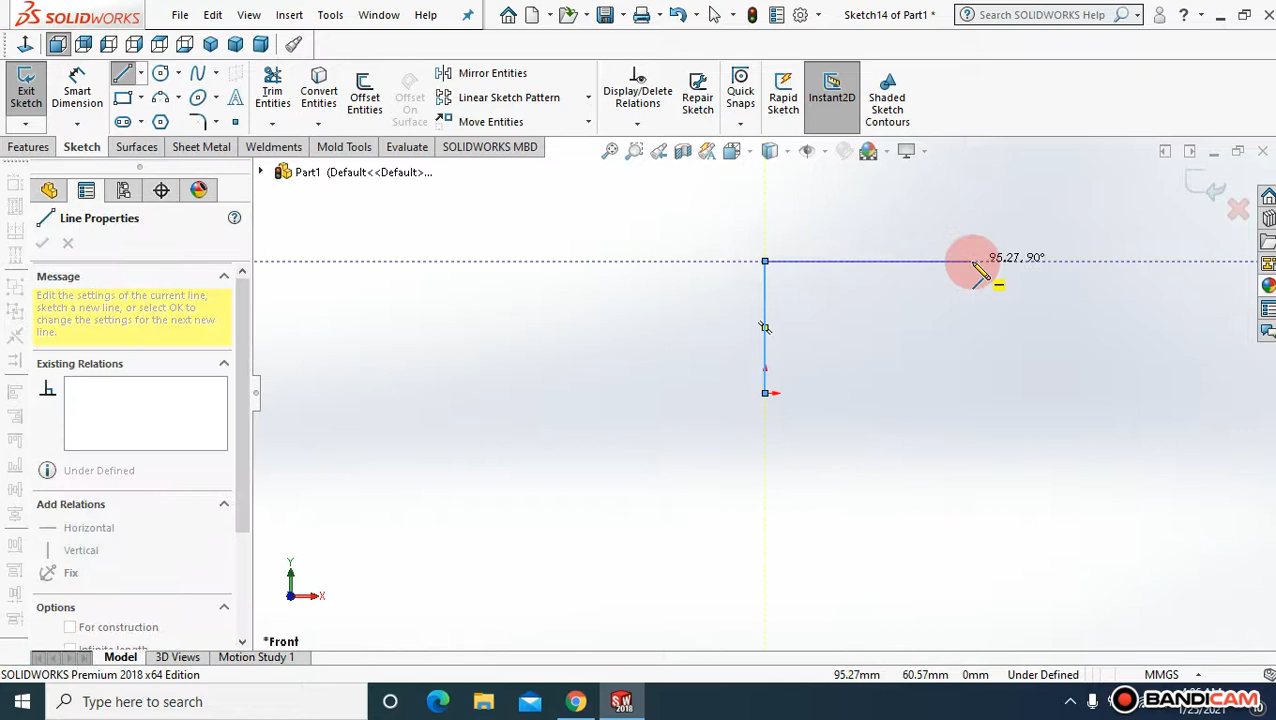 SOLIDWORKS
File
Edit
View
Insert
Tools
Window
Help
Sketch14 of Part1 *
Search SOLIDWORKS Help
?
Exit Sketch
Smart Dimension
Trim Entities
Convert Entities
Offset Entities
Offset On Surface
Mirror Entities
Linear Sketch Pattern
Move Entities
Display/Delete Relations
Repair Sketch
Quick Snaps
Rapid Sketch
Instant2D
Shaded Sketch Contours
Features
Sketch
Surfaces
Sheet Metal
Weldments
Mold Tools
Evaluate
SOLIDWORKS MBD
Part1 (Default<<Default>...
Line Properties
?
Message
Edit the settings of the current line,
sketch a new line, or select OK to
change the settings for the next new
line.
Existing Relations
Under Defined
Add Relations
Horizontal
Vertical
Fix
Options
For construction
95.27, 90°
Y
X
*Front
Model
3D Views
Motion Study 1
SOLIDWORKS Premium 2018 x64 Edition
95.27mm
60.57mm
0mm
Under Defined
MMGS
Type here to search
SW
2018
1/25/2021
BANDICAM